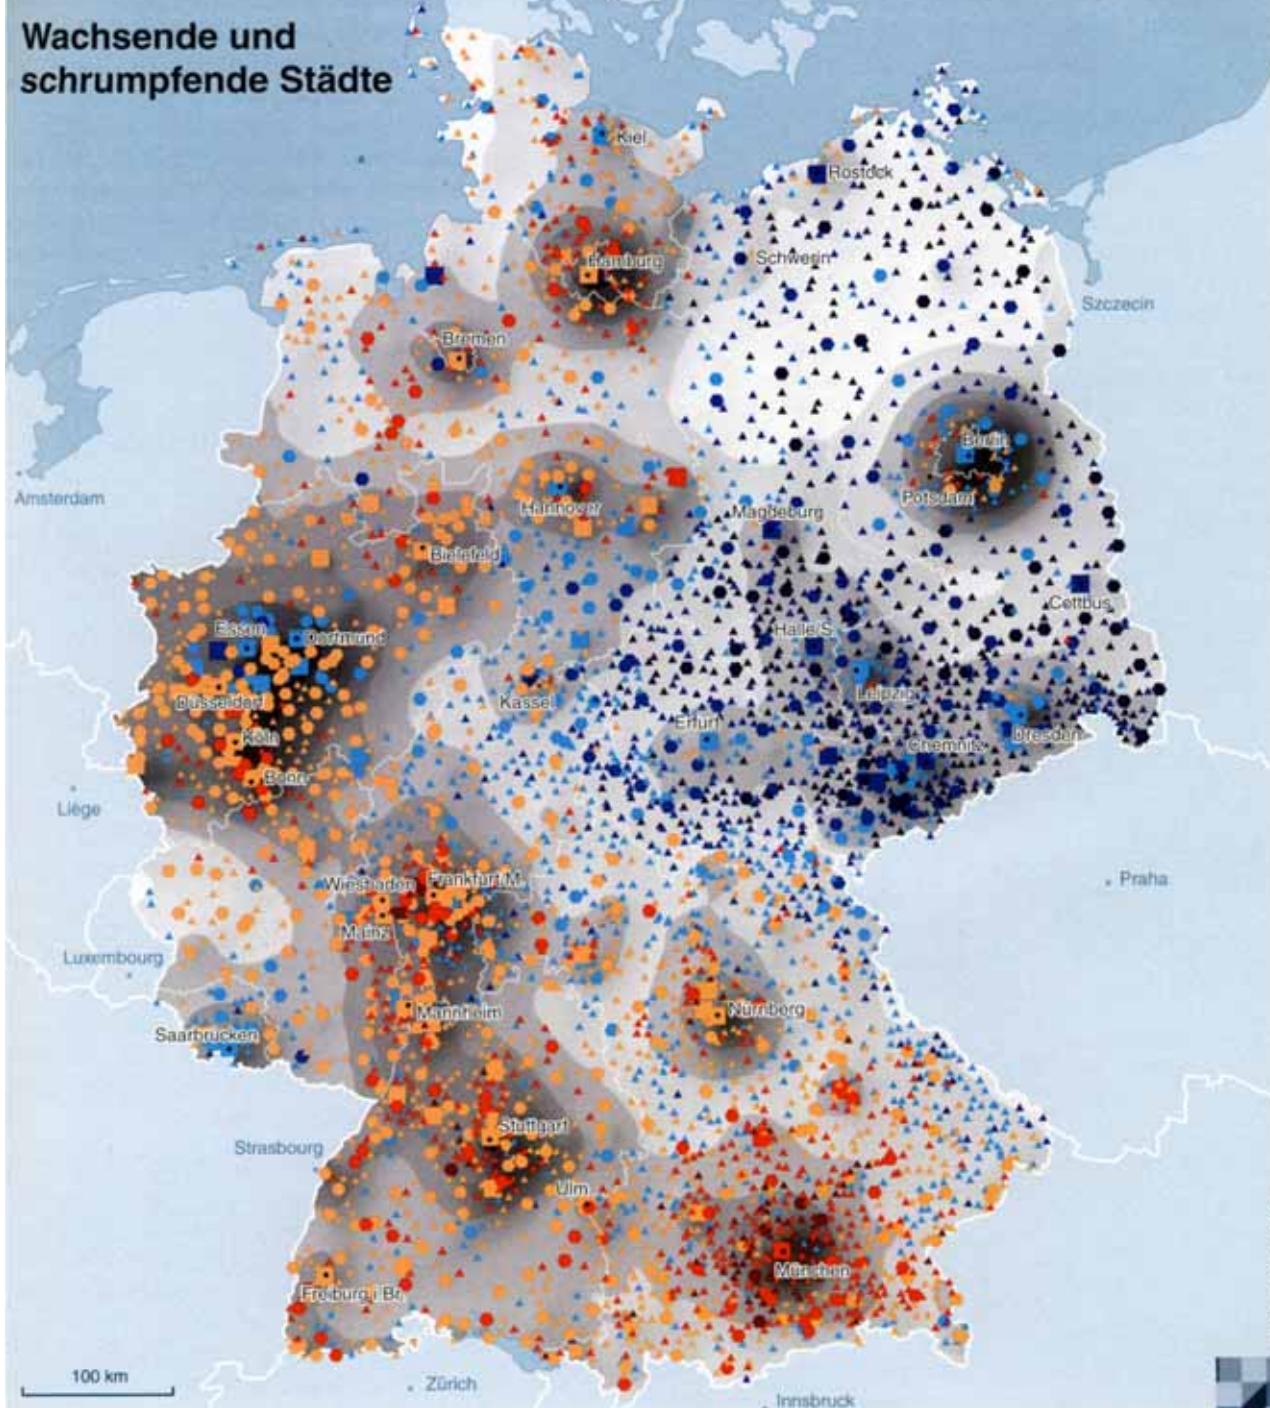 Wachsende und
schrumpfende Städte
Kiel
Rostock
Hamburg
Schwerin
Szczecin
Bremen
Berlin
Amsterdam
Potsdam
Hannover
Magdeburg
Bielefeld
Cottbus
Essen
Dortmund
Halle/S.
Düsseldorf
Kassel
Leipzig
Erfurt
Köln
Chemnitz
Dresden
Bonn
Liège
Wiesbaden
Frankfurt/M.
Praha
Mainz
Luxembourg
Mannheim
Nürnberg
Saarbrücken
Stuttgart
Strasbourg
Ulm
München
Freiburg i.Br.
100 km
Zürich
Innsbruck